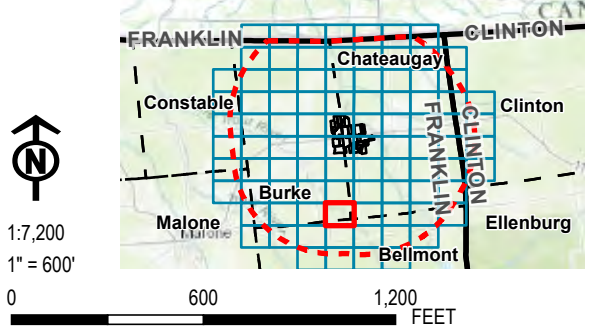 CAN
FRANKLIN CLINTON
Chateaugay
Constable
Clinton
FRANKLIN
CLINTON
N
Burke
1:7,200
Malone
Malone
Ellenburg
1" = 600'
Bellmont
0 600 1,200
FEET